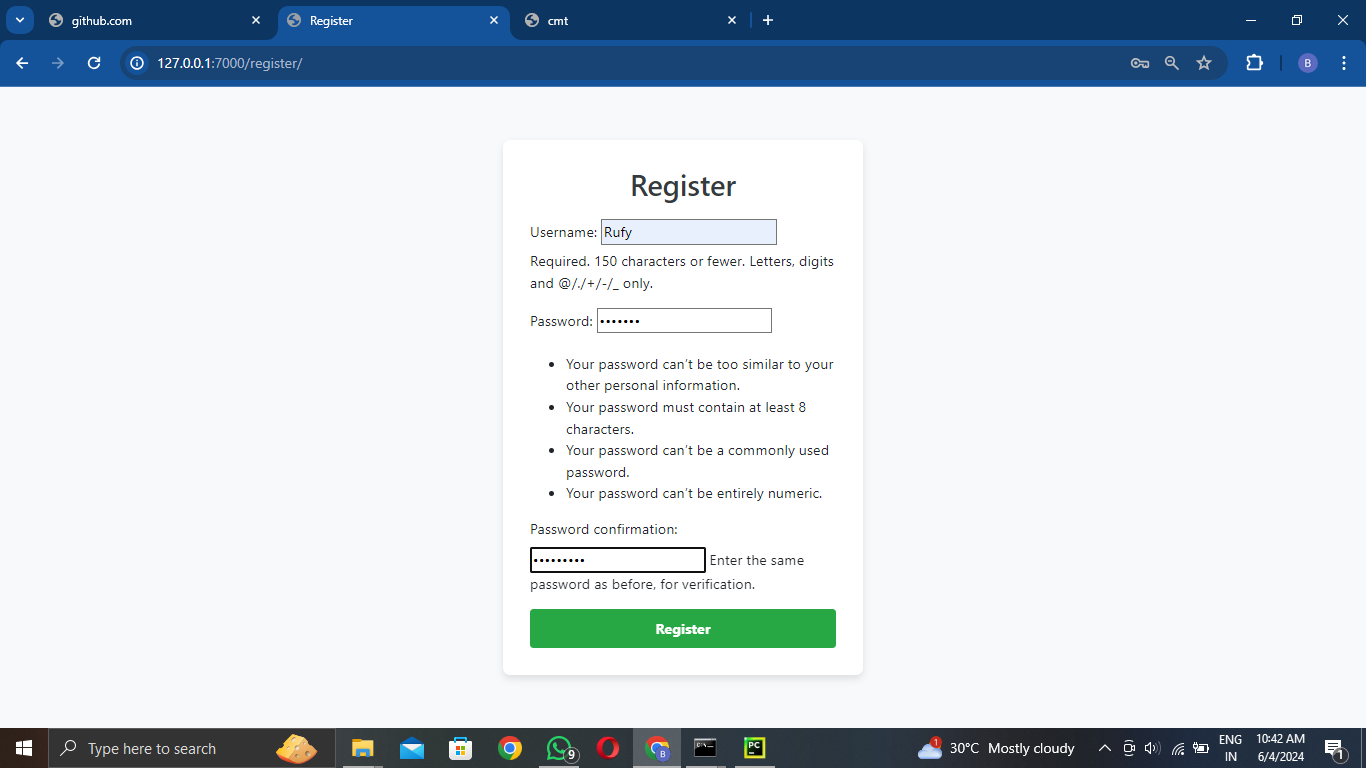 github.com
Register
cmt
127.0.0.1:7000/register/
B
Register
Username: Rufy
Required. 150 characters or fewer. Letters, digits
and @/./+/-/_ only.
Password: •••••••
• Your password can't be too similar to your
other personal information.
• Your password must contain at least 8
characters.
• Your password can't be a commonly used
password.
• Your password can't be entirely numeric.
Password confirmation:
••••••••• Enter the same
password as before, for verification.
Register
Type here to search
9
B
PC
1
30°C Mostly cloudy
ENG
IN
10:42 AM
6/4/2024
1